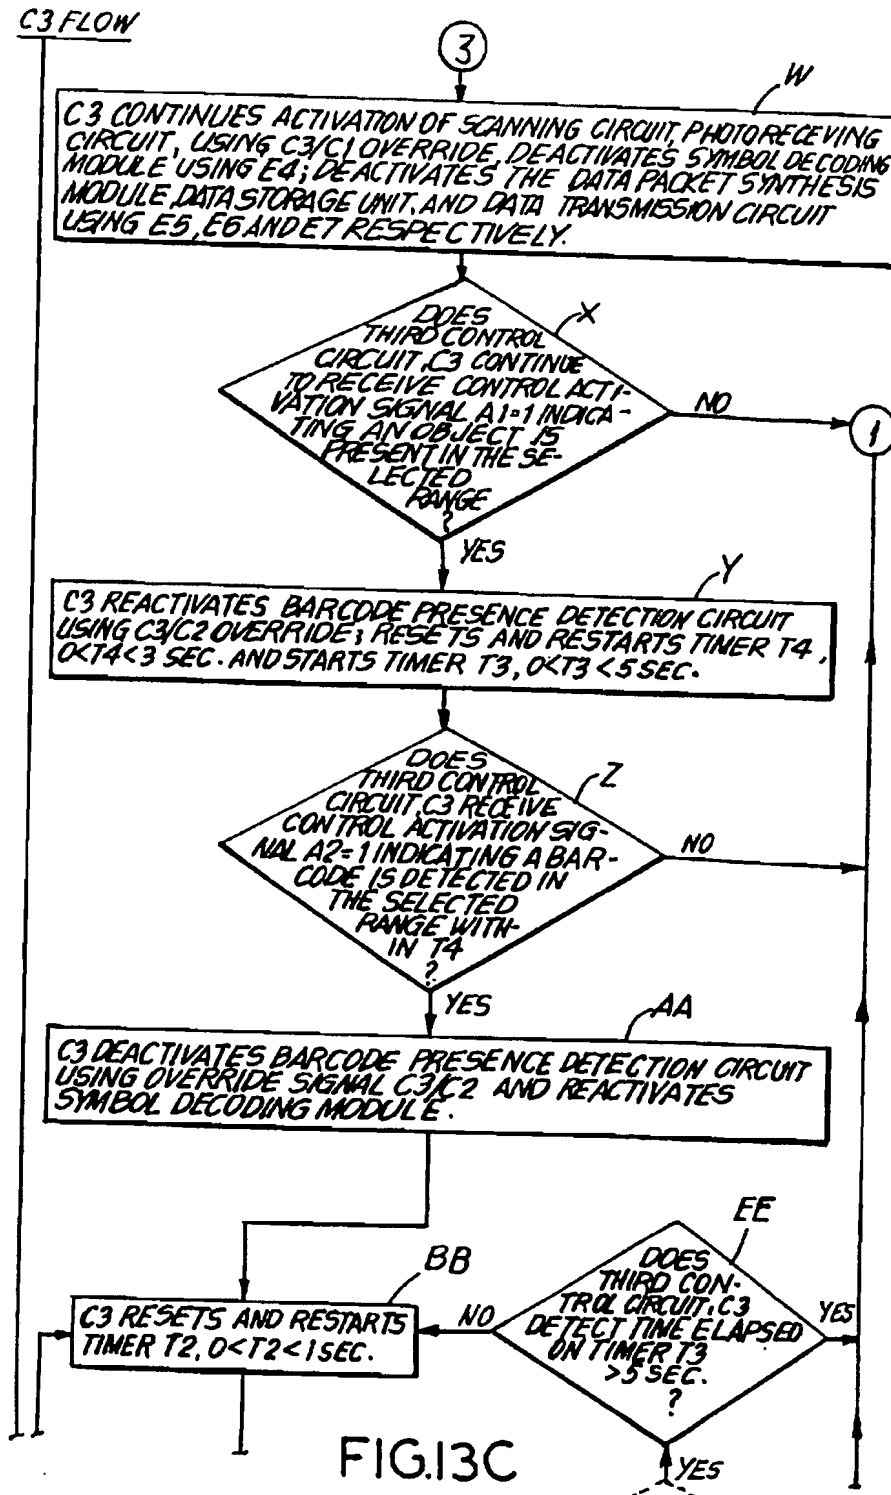 C3 FLOW
3
W
C3 CONTINUES ACTIVATION OF SCANNING CIRCUIT, PHOTORECEVING
CIRCUIT, USING C3/C1 OVERRIDE, DEACTIVATES SYMBOL DECODING
MODULE USING E4; DEACTIVATES THE DATA PACKET SYNTHESIS
MODULE, DATA STORAGE UNIT, AND DATA TRANSMISSION CIRCUIT
USING E5, E6 AND E7 RESPECTIVELY.
X
DOES
THIRD CONTROL
CIRCUIT, C3 CONTINUE
TO RECEIVE CONTROL ACTI-
VATION SIGNAL A1=1 INDICA-
TING AN OBJECT IS
PRESENT IN THE SE-
LECTED
RANGE
?
NO
1
YES
Y
C3 REACTIVATES BARCODE PRESENCE DETECTION CIRCUIT
USING C3/C2 OVERRIDE; RESETS AND RESTARTS TIMER T4,
0<T4<3 SEC. AND STARTS TIMER T3, 0<T3<5 SEC.
Z
DOES
THIRD CONTROL
CIRCUIT, C3 RECEIVE
CONTROL ACTIVATION SIG-
NAL A2=1 INDICATING A BAR-
CODE IS DETECTED IN
THE SELECTED
RANGE WITH-
IN T4
?
NO
YES
AA
C3 DEACTIVATES BARCODE PRESENCE DETECTION CIRCUIT
USING OVERRIDE SIGNAL C3/C2 AND REACTIVATES
SYMBOL DECODING MODULE.
BB
C3 RESETS AND RESTARTS
TIMER T2, 0<T2<1 SEC.
NO
EE
DOES
THIRD CON-
TROL CIRCUIT, C3
DETECT TIME ELAPSED
ON TIMER T3
>5 SEC.
?
YES
YES
FIG.13C